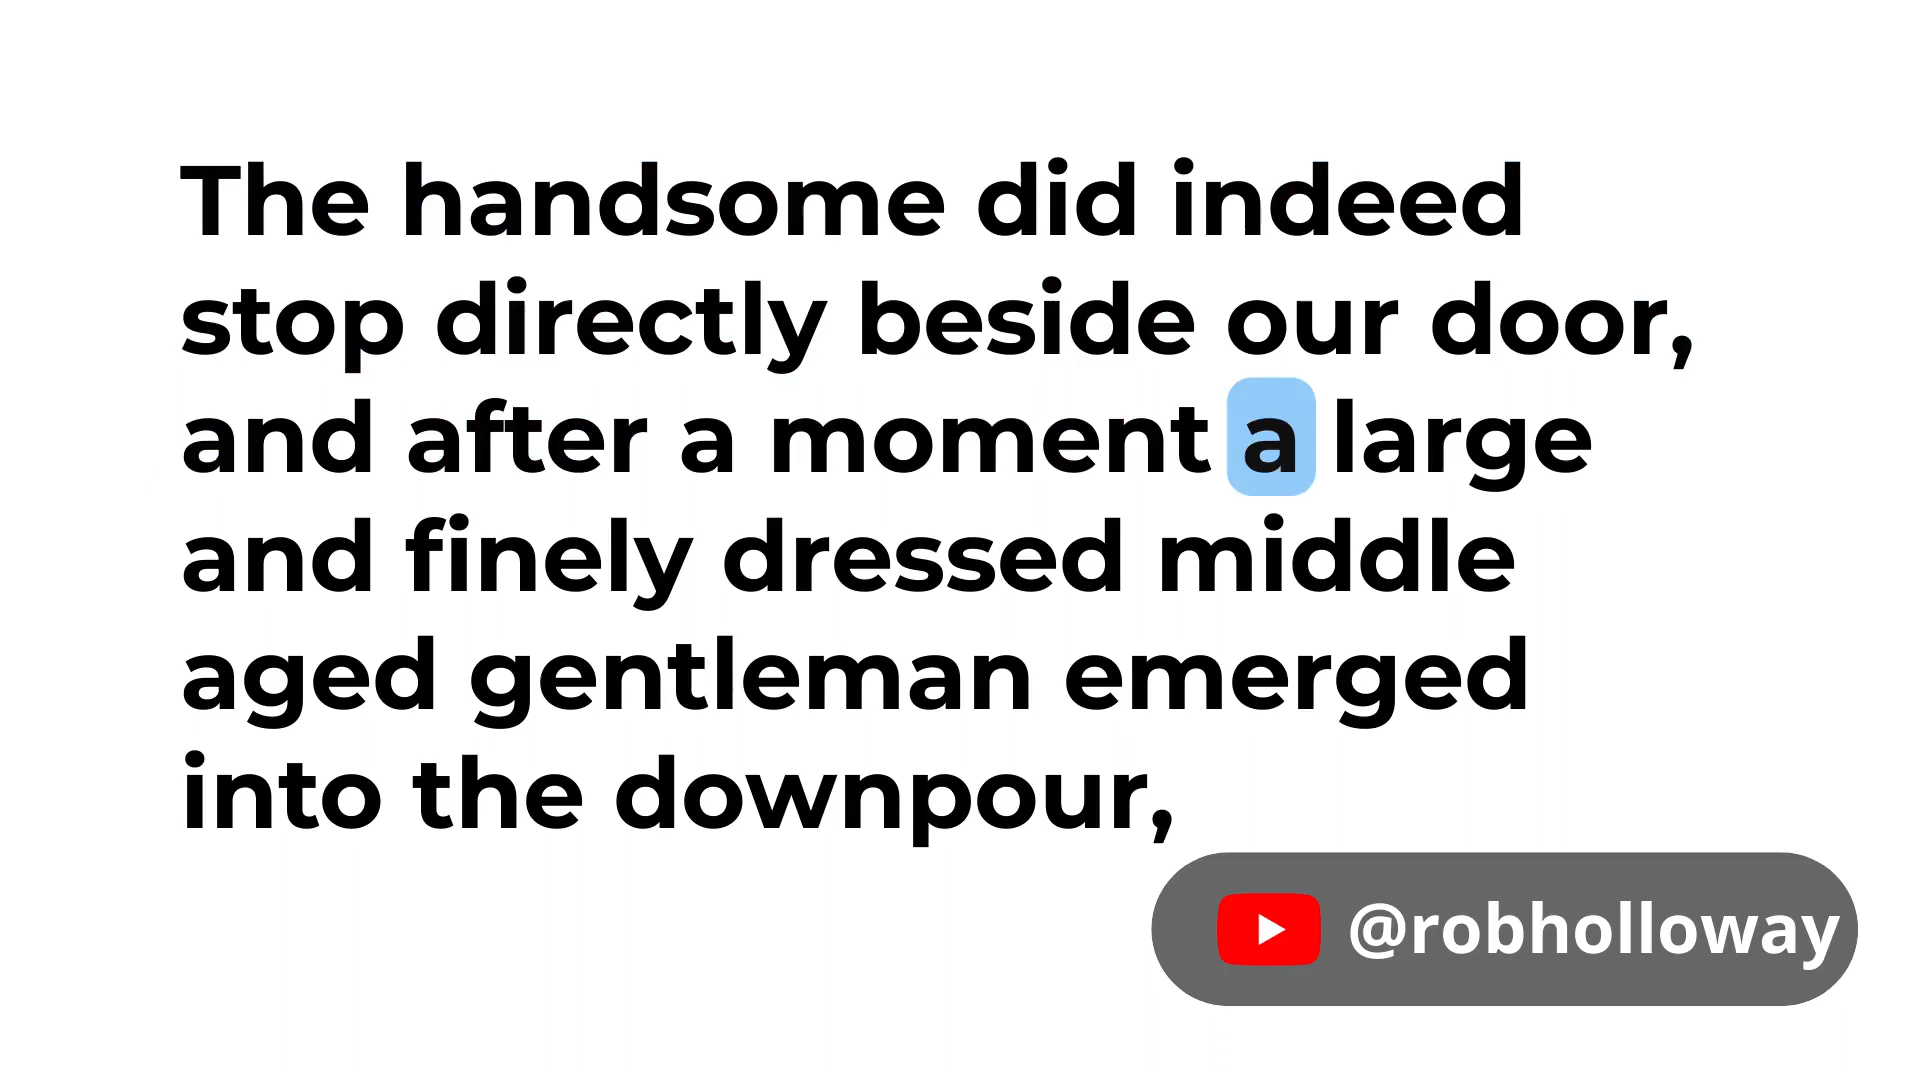 The handsome did indeed
stop directly beside our door,
and after a moment a large
and finely dressed middle
aged gentleman emerged
into the downpour,
@robholloway